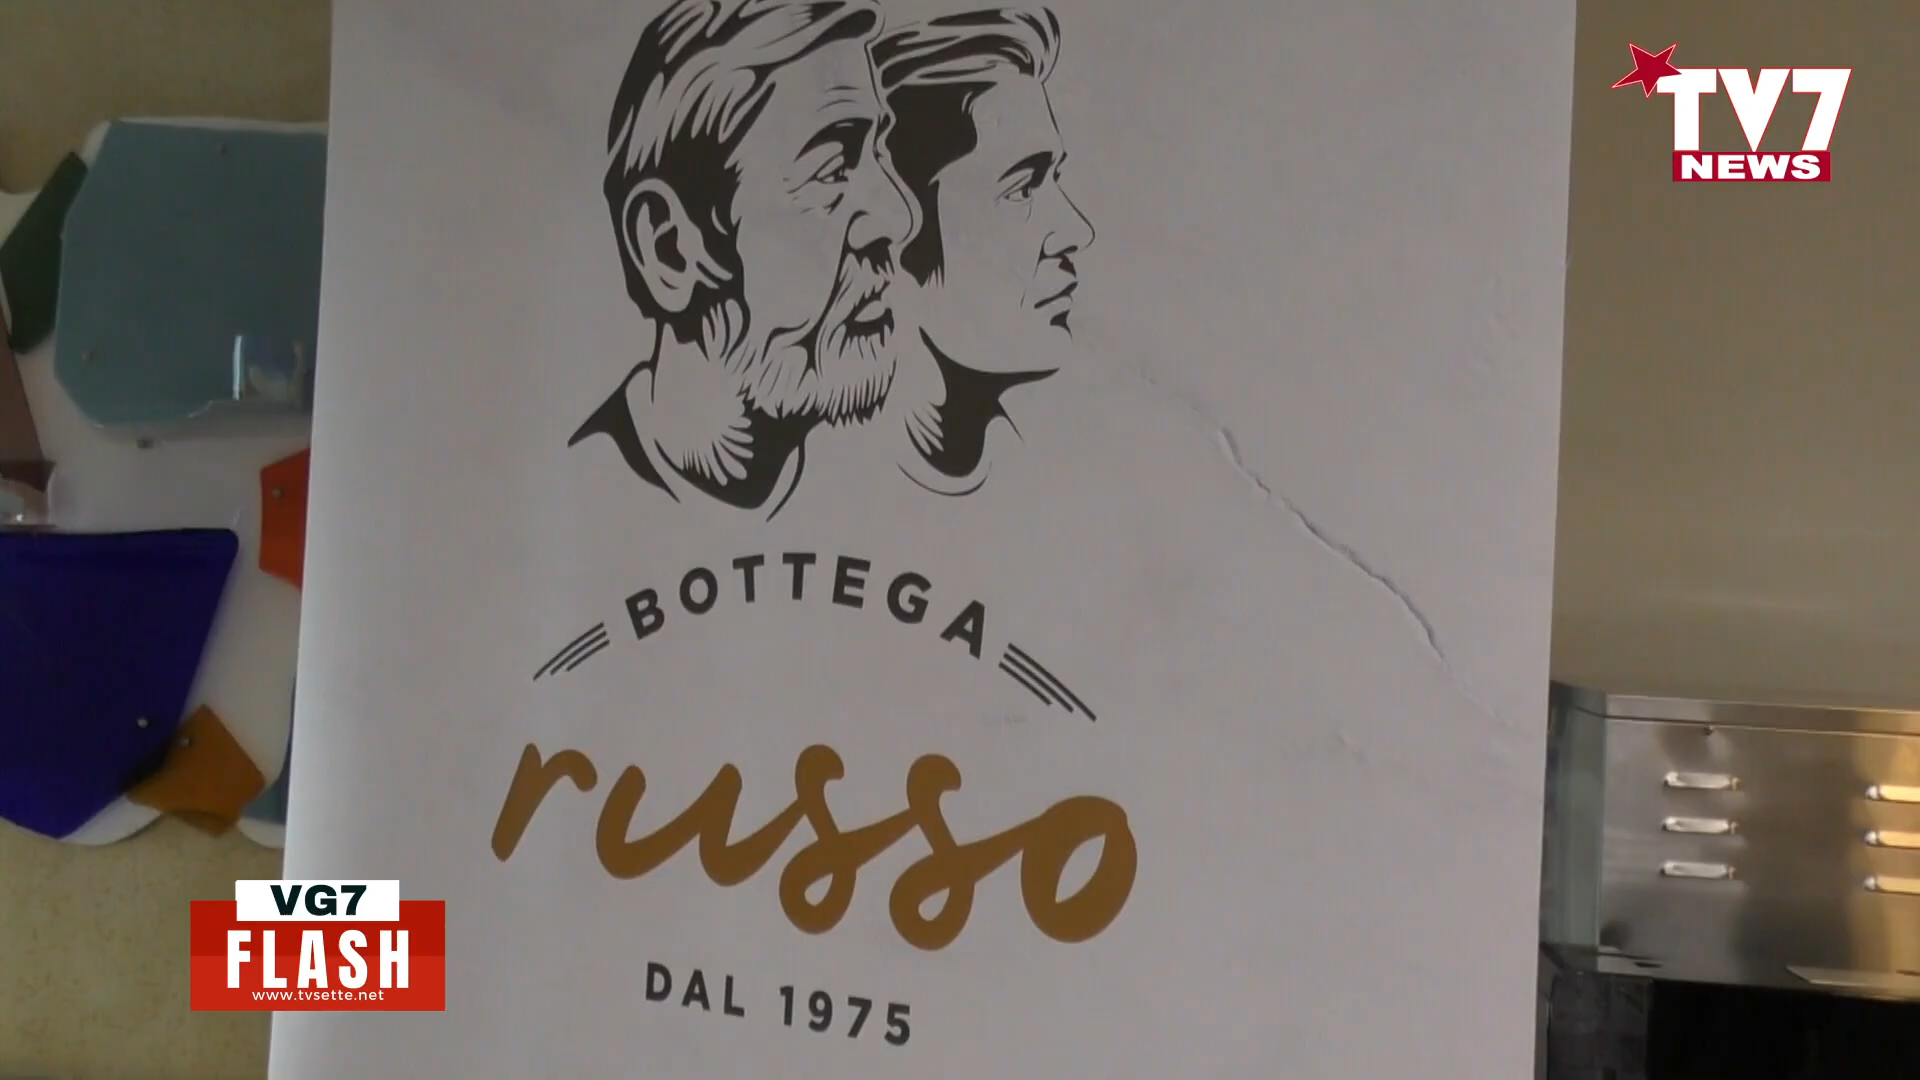 TV7
NEWS
BOTTEGA
russo
DAL 1975
VG7
FLASH
www.tvsette.net